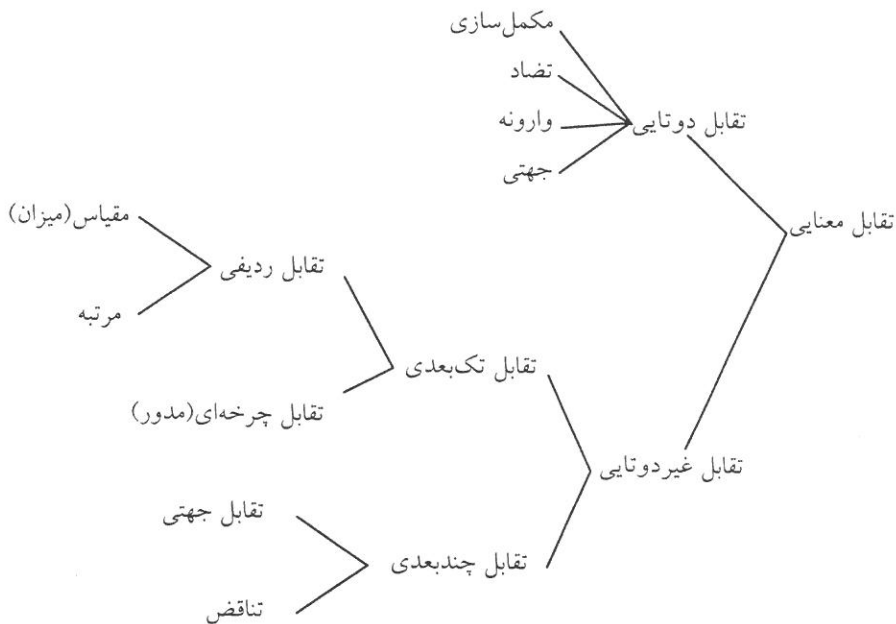 مکمل‌سازی
تضاد
تقابل دوتایی
وارونه
جهتی
تقابل معنایی
مقیاس(میزان)
تقابل ردیفی
مرتبه
تقابل تک‌بعدی
تقابل چرخه‌ای(مدور)
تقابل غیردوتایی
تقابل جهتی
تقابل چندبعدی
تناقض